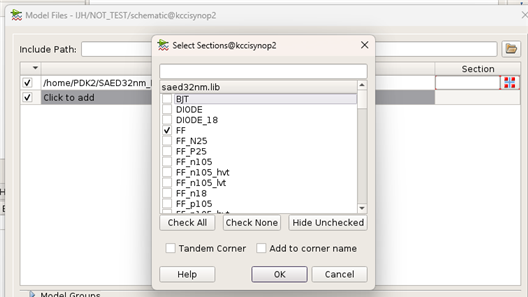 Model Files - IJH/NOT_TEST/schematic@kccisynop2
Include Path:
Section
/home/PDK2/SAED32nm_
Click to add
Select Sections@kccisynop2
saed32nm.lib
BJT
DIODE
DIODE_18
FF
FF_N25
FF_P25
FF_n105
FF_n105_hvt
FF_n105_lvt
FF_n18
FF_p105
FF_p105_hvt
Check All
Check None
Hide Unchecked
Tandem Corner
Add to corner name
Help
OK
Cancel
Model Groups